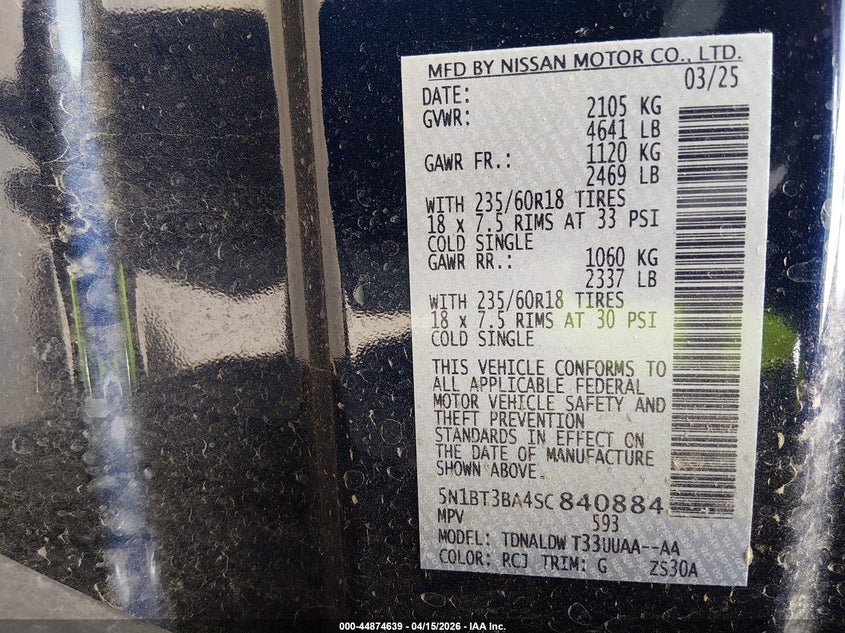 MFD BY NISSAN MOTOR CO., LTD.
DATE: 03/25
GVWR: 2105 KG
4641 LB
GAWR FR.: 1120 KG
2469 LB
WITH 235/60R18 TIRES
18 x 7.5 RIMS AT 33 PSI
COLD SINGLE
GAWR RR.: 1060 KG
2337 LB
WITH 235/60R18 TIRES
18 x 7.5 RIMS AT 30 PSI
COLD SINGLE
THIS VEHICLE CONFORMS TO
ALL APPLICABLE FEDERAL
MOTOR VEHICLE SAFETY AND
THEFT PREVENTION
STANDARDS IN EFFECT ON
THE DATE OF MANUFACTURE
SHOWN ABOVE.
5N1BT3BA4SC840884
MPV 593
MODEL: TDNALDW T33UUAA--AA
COLOR: RCJ TRIM: G ZS30A
000-44874639 - 04/15/2026 - IAA Inc.